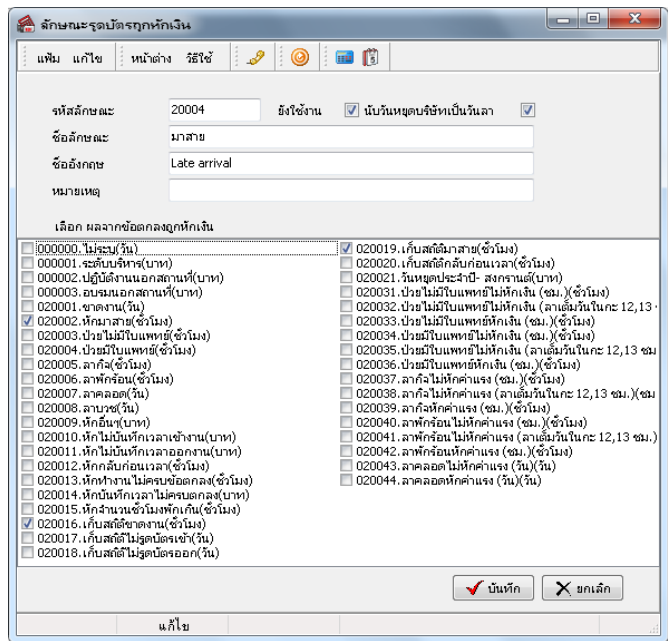 ลักษณะรูดบัตรถูกหักเงิน
แฟ้ม แก้ไข หน้าต่าง วิธีใช้
รหัสลักษณะ 20004 ยังใช้งาน นับวันหยุดบริษัทเป็นวันลา
ชื่อลักษณะ มาสาย
ชื่ออังกฤษ Late arrival
หมายเหตุ
เลือก ผลจากข้อตกลงถูกหักเงิน
000000.ไม่ระบุ(วัน)
000001.ระดับบริหาร(บาท)
000002.ปฏิบัติงานนอกสถานที่(บาท)
000003.อบรมนอกสถานที่(บาท)
020001.ขาดงาน(วัน)
020002.หักมาสาย(ชั่วโมง)
020003.ป่วยไม่มีใบแพทย์(ชั่วโมง)
020004.ป่วยมีใบแพทย์(ชั่วโมง)
020005.ลากิจ(ชั่วโมง)
020006.ลาพักร้อน(ชั่วโมง)
020007.ลาคลอด(วัน)
020008.ลาบวช(วัน)
020009.หักอื่นๆ(บาท)
020010.หักไม่บันทึกเวลาเข้างาน(บาท)
020011.หักไม่บันทึกเวลาออกงาน(บาท)
020012.หักกลับก่อนเวลา(ชั่วโมง)
020013.หักทำงานไม่ครบข้อตกลง(ชั่วโมง)
020014.หักบันทึกเวลาไม่ครบตกลง(บาท)
020015.หักจำนวนชั่วโมงพักเกิน(ชั่วโมง)
020016.เก็บสถิติขาดงาน(ชั่วโมง)
020017.เก็บสถิติไม่รูดบัตรเข้า(วัน)
020018.เก็บสถิติไม่รูดบัตรออก(วัน)
020019.เก็บสถิติมาสาย(ชั่วโมง)
020020.เก็บสถิติกลับก่อนเวลา(ชั่วโมง)
020021.วันหยุดประจำปี- สงกรานต์(บาท)
020031.ป่วยไม่มีใบแพทย์ไม่หักเงิน (ชม.)(ชั่วโมง)
020032.ป่วยไม่มีใบแพทย์ไม่หักเงิน (ลาเต็มวันในกะ 12,13
020033.ป่วยไม่มีใบแพทย์หักเงิน (ชม.)(ชั่วโมง)
020034.ป่วยมีใบแพทย์ไม่หักเงิน (ชม.)(ชั่วโมง)
020035.ป่วยมีใบแพทย์ไม่หักเงิน (ลาเต็มวันในกะ 12,13 ชม
020036.ป่วยมีใบแพทย์หักเงิน (ชม.)(ชั่วโมง)
020037.ลากิจไม่หักค่าแรง (ชม.)(ชั่วโมง)
020038.ลากิจไม่หักค่าแรง (ลาเต็มวันในกะ 12,13 ชม.)(ชม.
020039.ลากิจหักค่าแรง (ชม.)(ชั่วโมง)
020040.ลาพักร้อนไม่หักค่าแรง (ชม.)(ชั่วโมง)
020041.ลาพักร้อนไม่หักค่าแรง (ลาเต็มวันในกะ 12,13 ชม.)
020042.ลาพักร้อนหักค่าแรง (ชม.)(ชั่วโมง)
020043.ลาคลอดไม่หักค่าแรง (วัน)(วัน)
020044.ลาคลอดหักค่าแรง (วัน)(วัน)
บันทึก ยกเลิก
แก้ไข